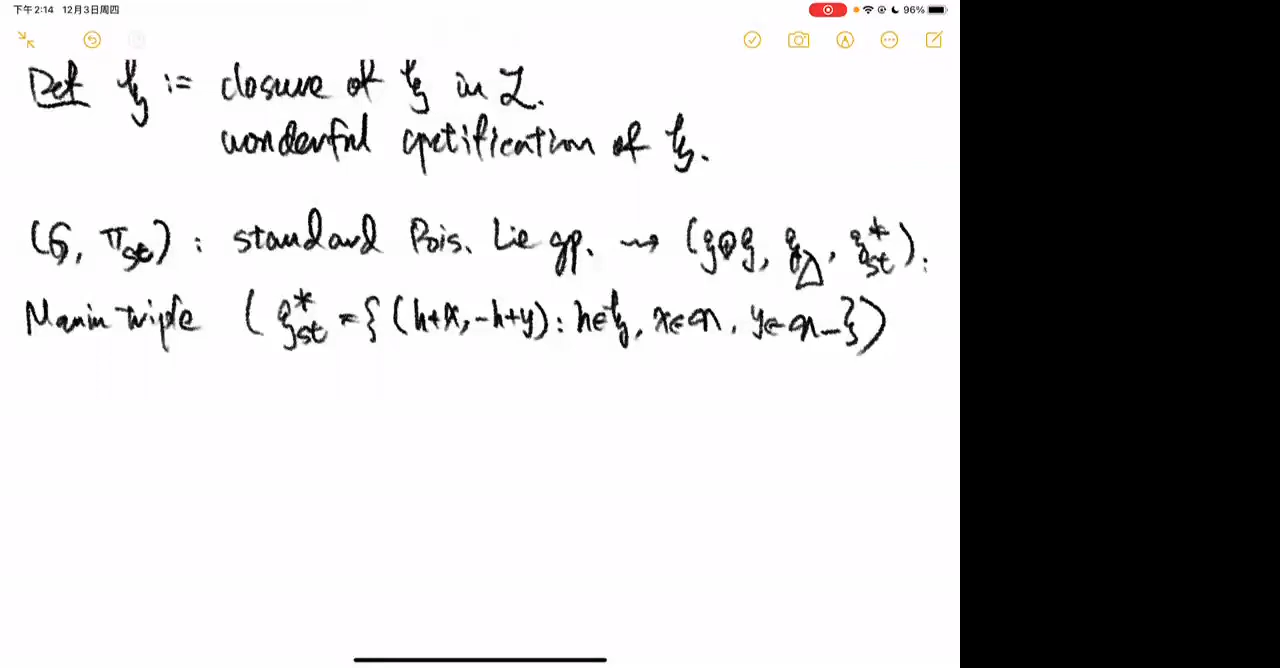 下午2:14 12月3日周四 96%
Def 𝔥 := closure of 𝔥 in L.
wonderful cptification of 𝔥.
(G, π_st) : standard Pois. Lie gp. ⇝ (𝔤⊕𝔤, 𝔤_Δ, 𝔤*_st).
Manin triple (𝔤*_st = {(h+x, -h+y) : h∈𝔥, x∈𝔫, y∈𝔫_-})